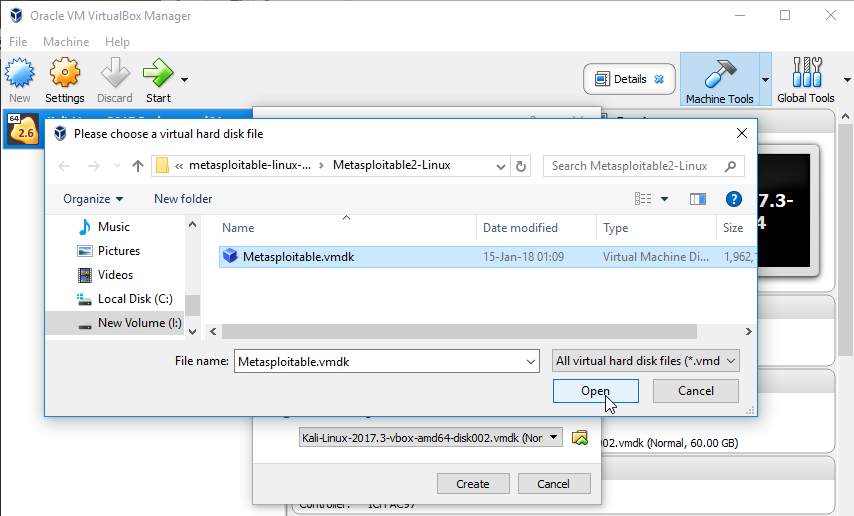 Oracle VM VirtualBox Manager
File Machine Help
New Settings Discard Start
Details
Machine Tools Global Tools
64
2.6
Please choose a virtual hard disk file
« metasploitable-linux-... › Metasploitable2-Linux
Search Metasploitable2-Linux
Organize New folder
Name Date modified Type Size
Metasploitable.vmdk 15-Jan-18 01:09 Virtual Machine Di... 1,962,
Music
Pictures
Videos
Local Disk (C:)
New Volume (I:)
7.3-
4
File name: Metasploitable.vmdk All virtual hard disk files (*.vmd
Open Cancel
Kali-Linux-2017.3-vbox-amd64-disk002.vmdk (Nor
02.vmdk (Normal, 60.00 GB)
Create Cancel
Controller: ICH AC97